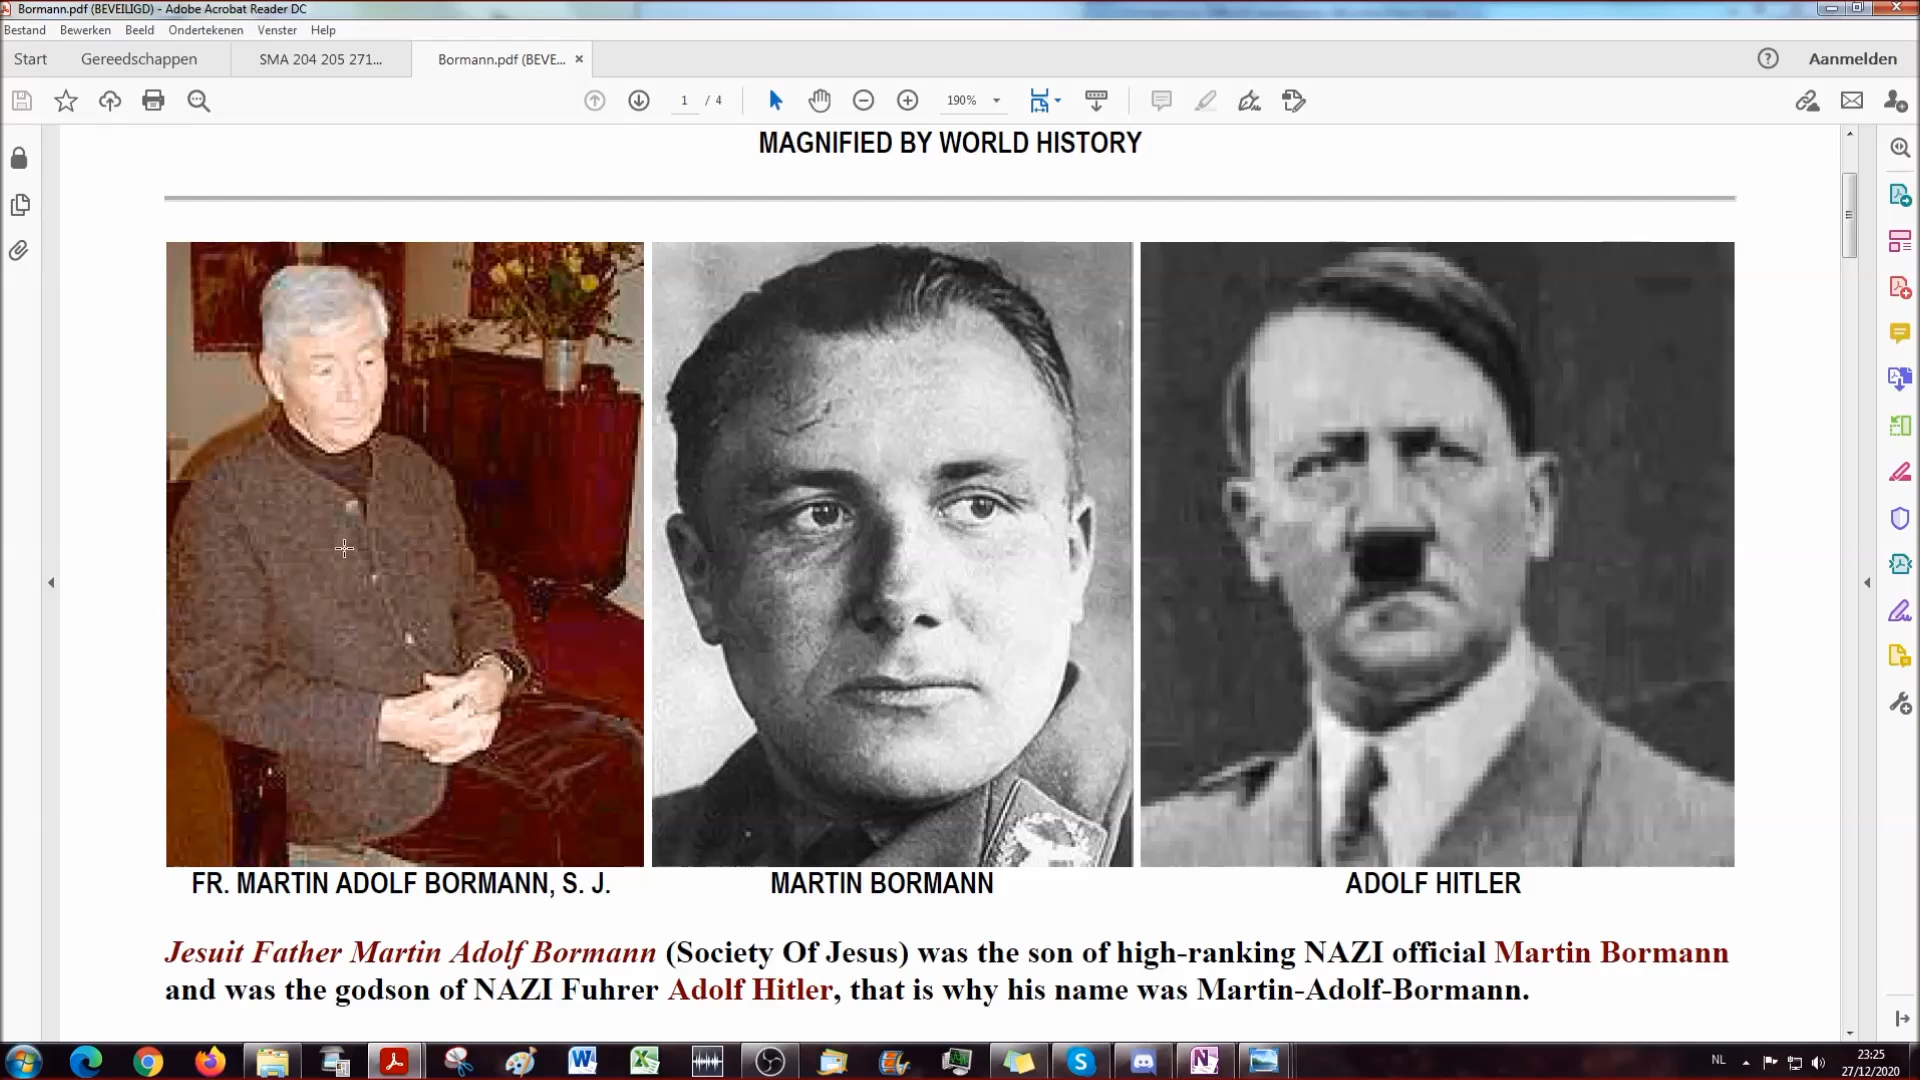 Bormann.pdf (BEVEILIGD) - Adobe Acrobat Reader DC
Bestand Bewerken Beeld Ondertekenen Venster Help
Start Gereedschappen SMA 204 205 271... Bormann.pdf (BEVE... × Aanmelden
1 / 4 190%
MAGNIFIED BY WORLD HISTORY
FR. MARTIN ADOLF BORMANN, S. J. MARTIN BORMANN ADOLF HITLER
Jesuit Father Martin Adolf Bormann (Society Of Jesus) was the son of high-ranking NAZI official Martin Bormann
and was the godson of NAZI Fuhrer Adolf Hitler, that is why his name was Martin-Adolf-Bormann.
NL 23:25
27/12/2020